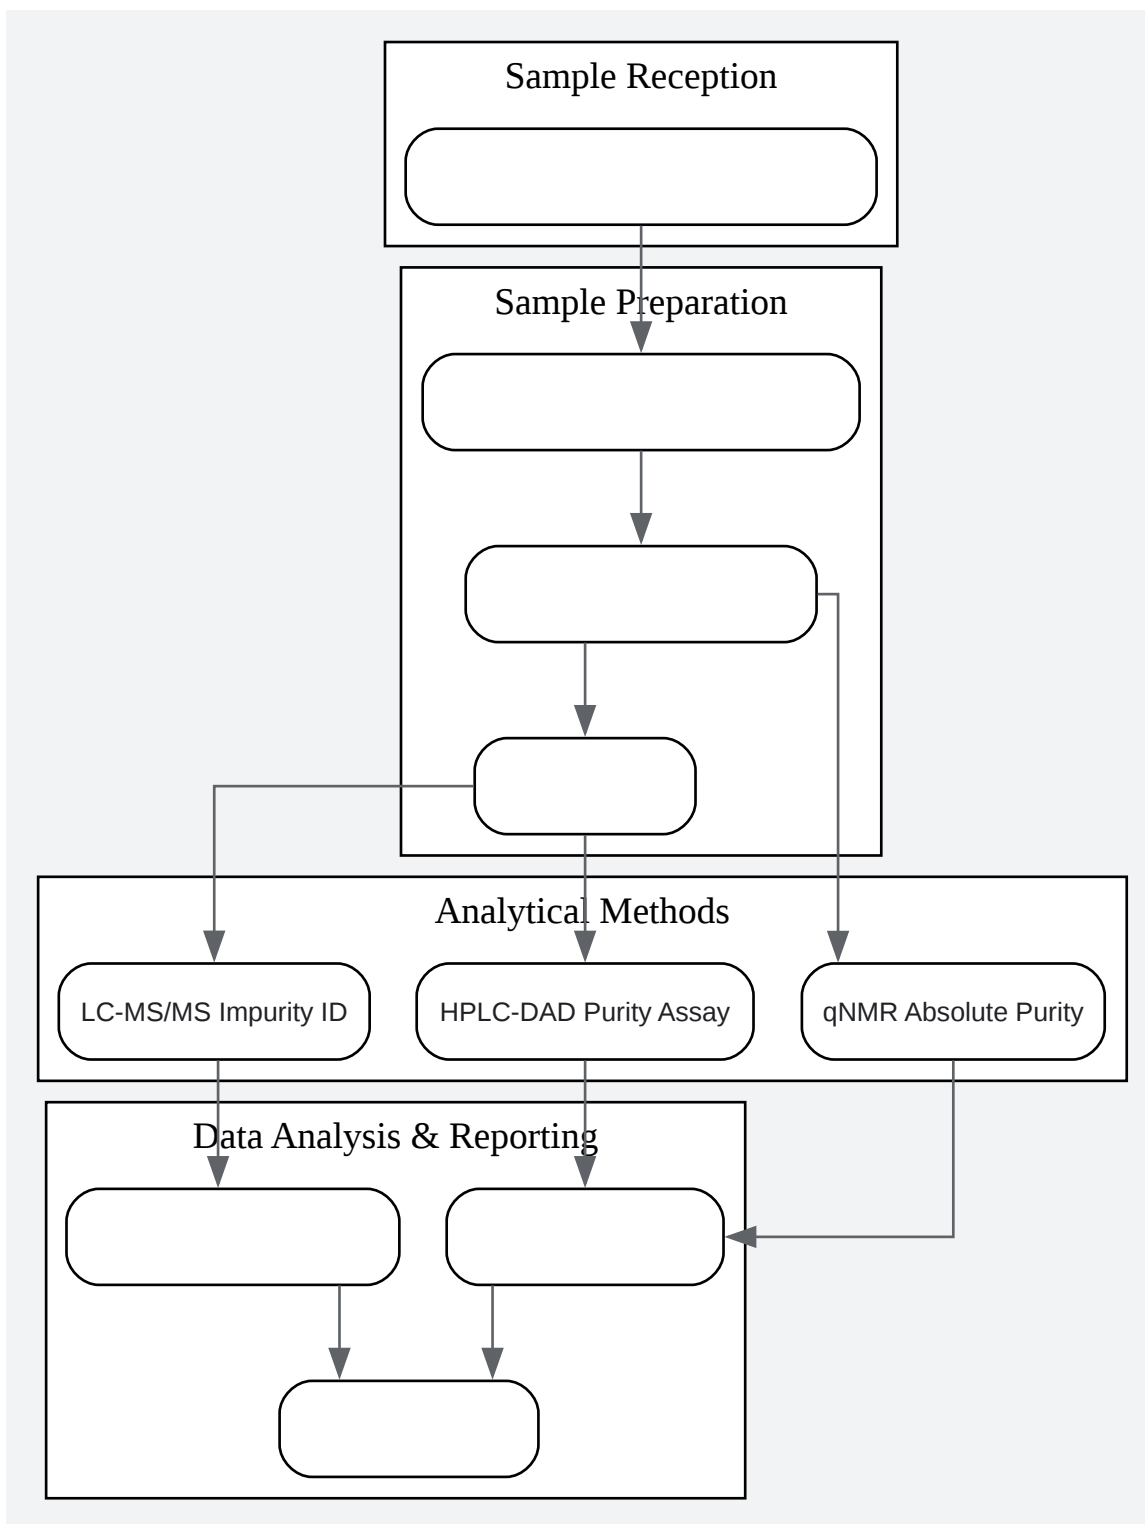 Sample Reception
Sample Preparation
Analytical Methods
LC-MS/MS Impurity ID
HPLC-DAD Purity Assay
qNMR Absolute Purity
Data Analysis & Reporting